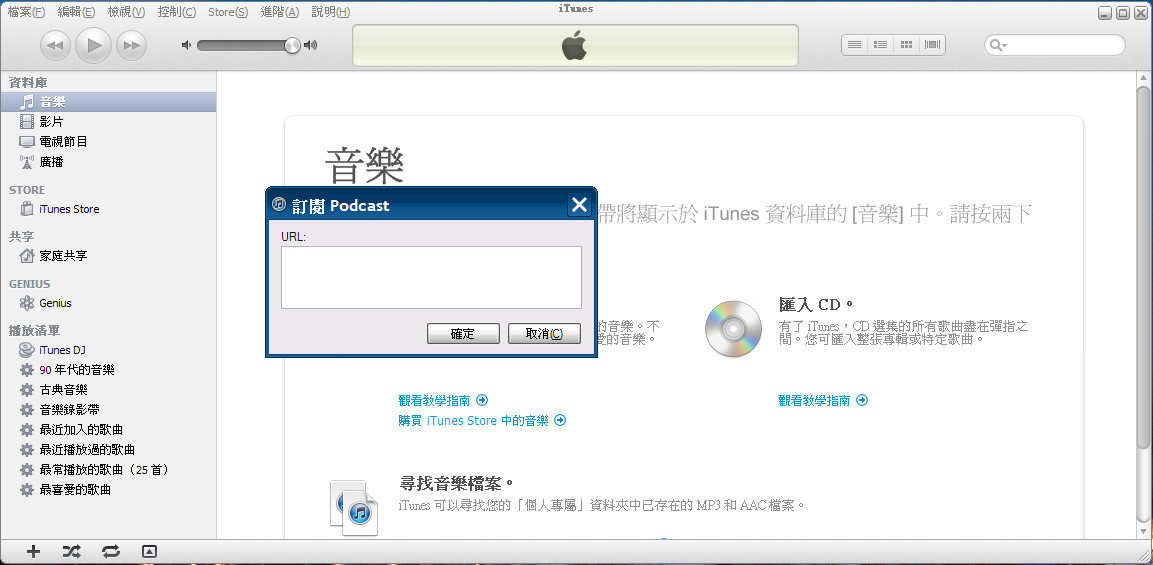 iTunes
檔案(F) 編輯(E) 檢視(V) 控制(C) Store(S) 進階(A) 說明(H)
資料庫
音樂
影片
電視節目
廣播
STORE
iTunes Store
共享
家庭共享
GENIUS
Genius
播放清單
iTunes DJ
90 年代的音樂
古典音樂
音樂錄影帶
最近加入的歌曲
最近播放過的歌曲
最常播放的歌曲（25 首）
最喜愛的歌曲
音樂
帶將顯示於 iTunes 資料庫的 [音樂] 中。請按兩下
訂閱 Podcast
URL:
確定 取消(C)
的音樂。不
愛的音樂。
觀看教學指南
購買 iTunes Store 中的音樂
匯入 CD。
有了 iTunes，CD 選集的所有歌曲盡在彈指之
間。您可匯入整張專輯或特定歌曲。
觀看教學指南
尋找音樂檔案。
iTunes 可以尋找您的「個人專屬」資料夾中已存在的 MP3 和 AAC 檔案。